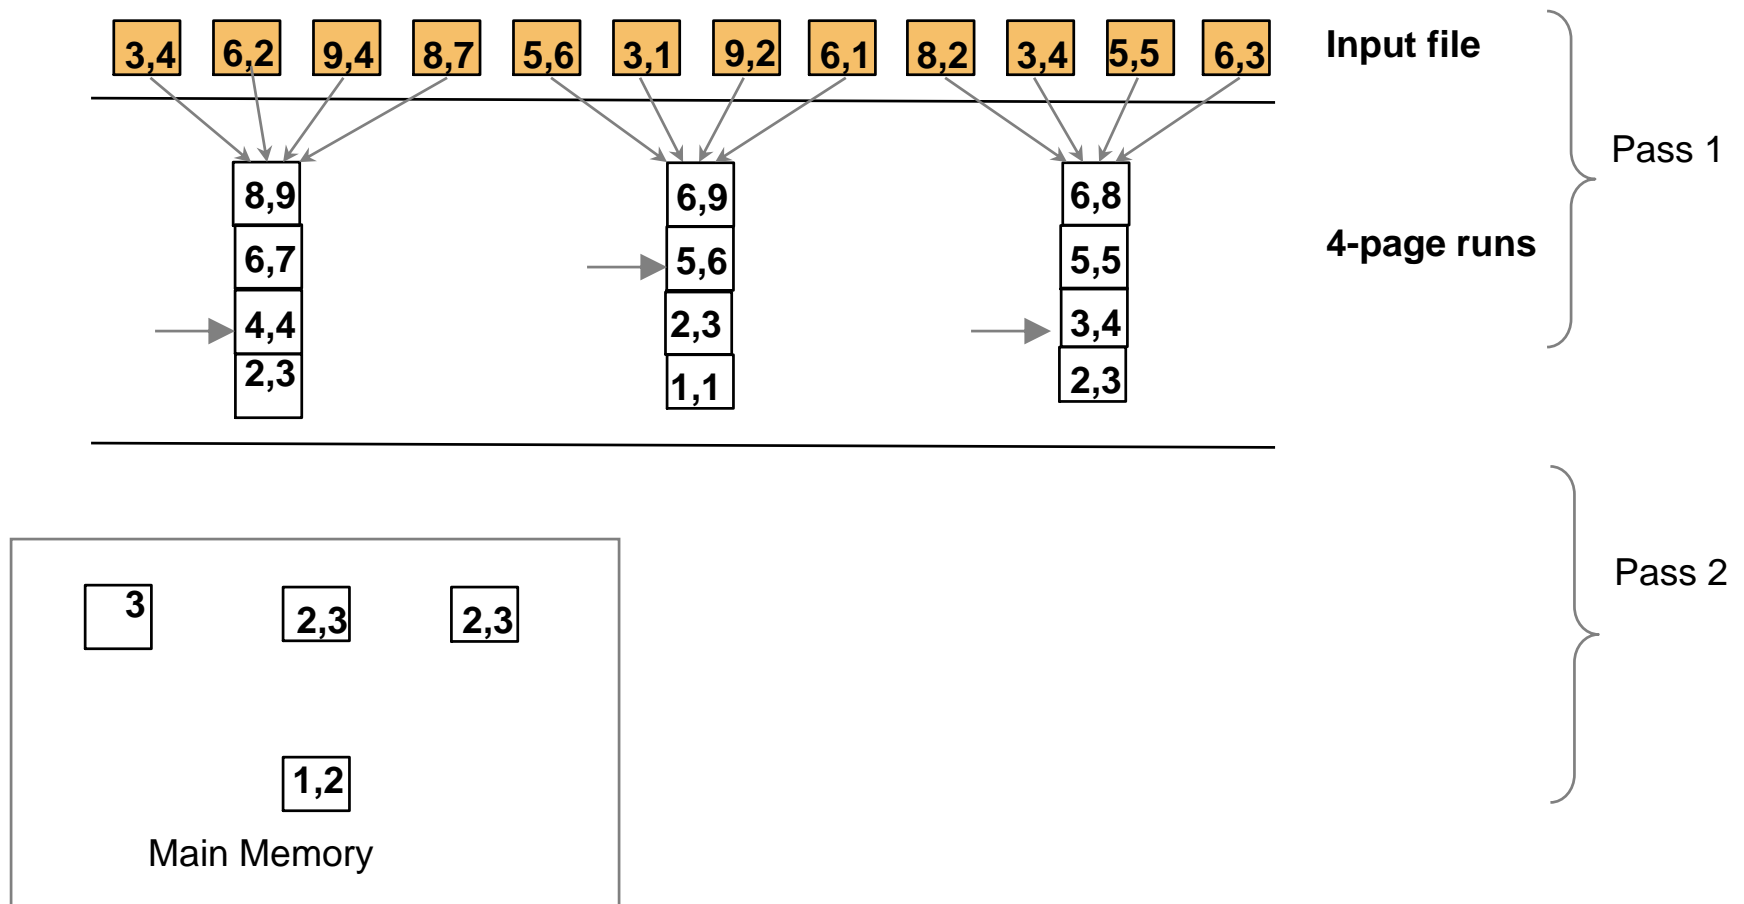 3,4 6,2 9,4 8,7 5,6 3,1 9,2 6,1 8,2 3,4 5,5 6,3 Input file
Pass 1
8,9 6,9 6,8
6,7 5,6 5,5 4-page runs
4,4 2,3 3,4
2,3 1,1 2,3
Pass 2
3 2,3 2,3
1,2
Main Memory